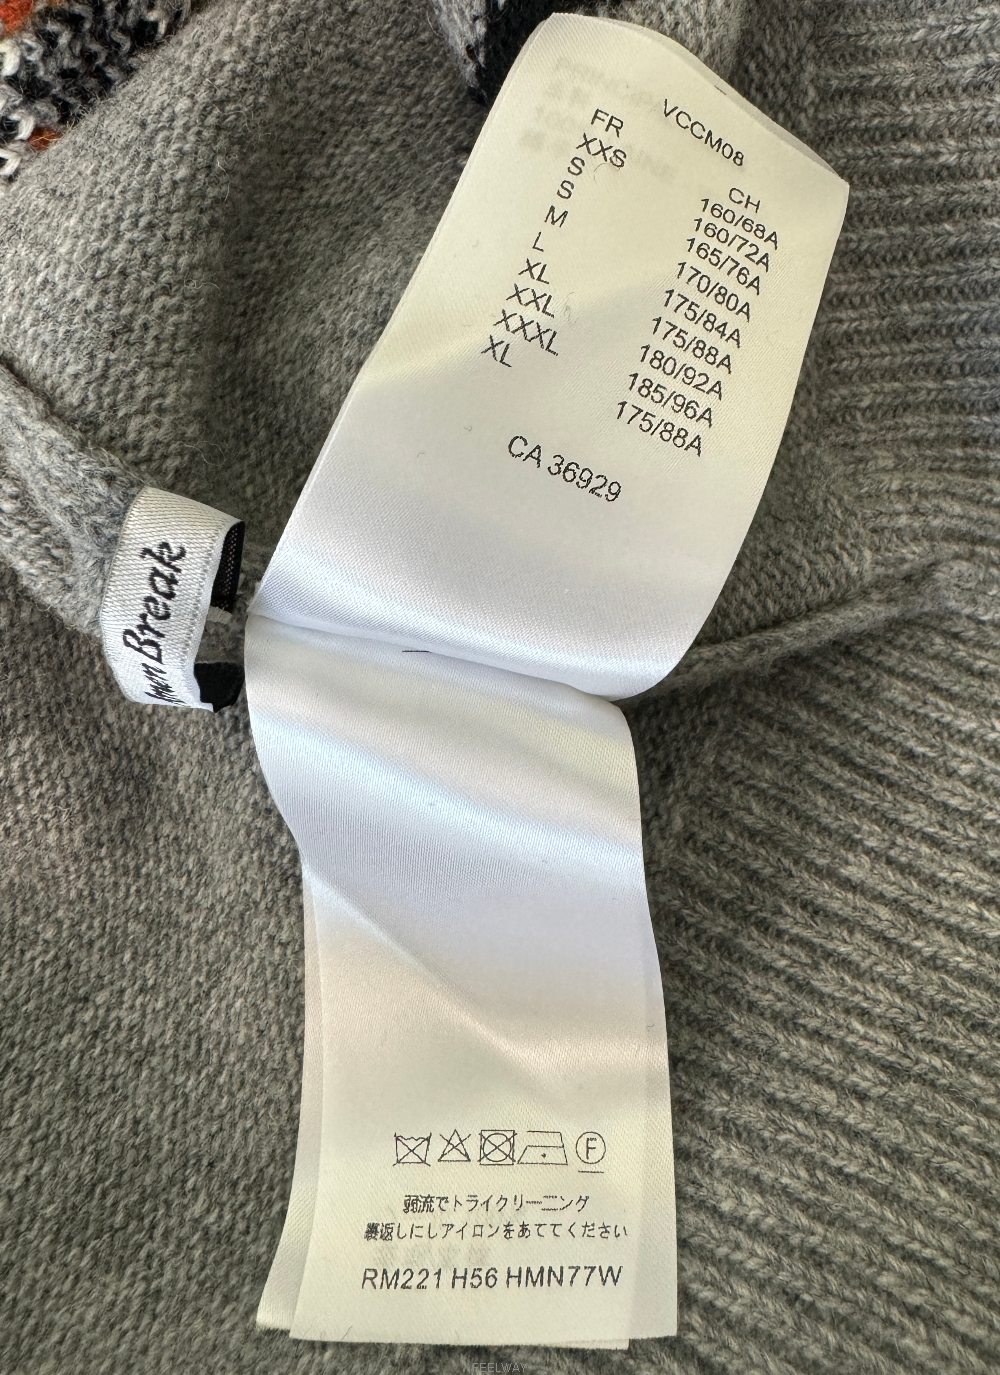 VCCM08
FR CH
XXS 160/68A
S 160/72A
S 165/76A
M 170/80A
L 175/84A
XL 175/88A
XXL 180/92A
XXXL 185/96A
XL 175/88A
CA 36929
Break
F
弱流でトライクリーニング
裏返しにしアイロンをあててください
RM221 H56 HMN77W
FEELWAY